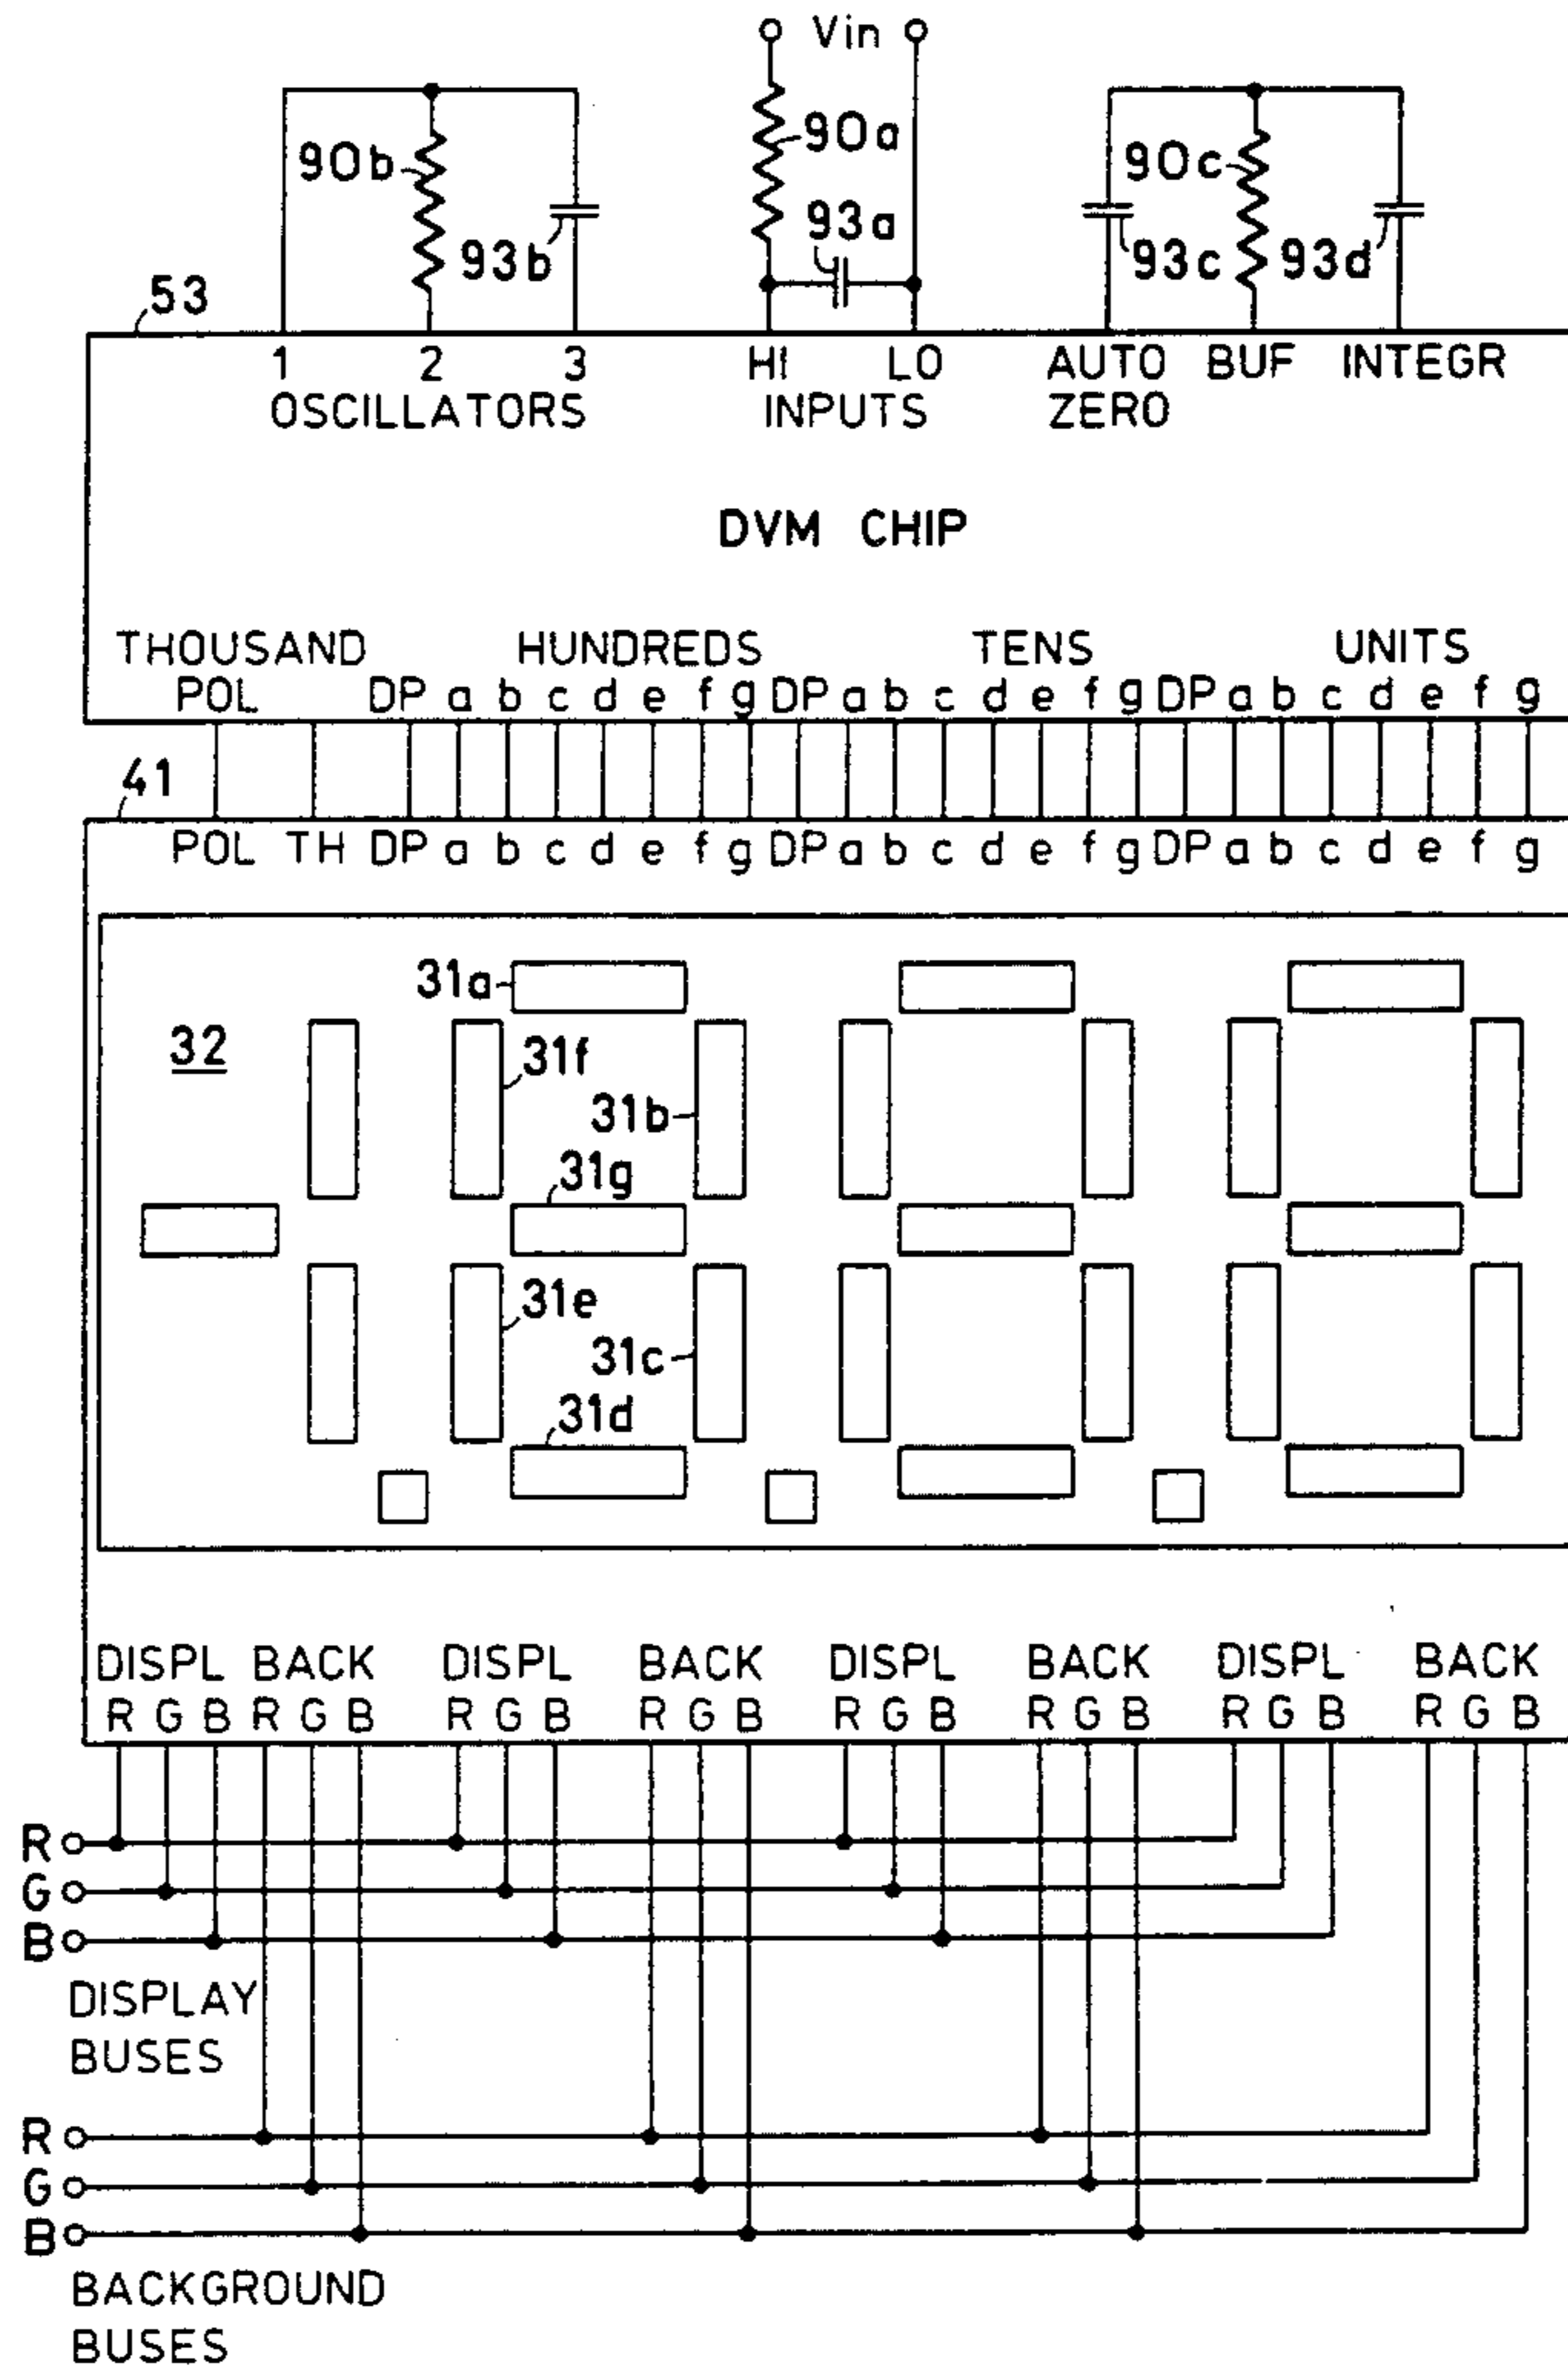 Vin
90b 90a 90c
93b 93a 93c 93d
53
1 2 3 HI LO AUTO BUF INTEGR
OSCILLATORS INPUTS ZERO
DVM CHIP
THOUSAND HUNDREDS TENS UNITS
POL DP a b c d e f g DP a b c d e f g DP a b c d e f g
41
POL TH DP a b c d e f g DP a b c d e f g DP a b c d e f g
31a
32 31f
31b
31g
31e
31c
31d
DISPL BACK DISPL BACK DISPL BACK DISPL BACK
R G B R G B R G B R G B R G B R G B R G B R G B
R
G
B
DISPLAY
BUSES
R
G
B
BACKGROUND
BUSES